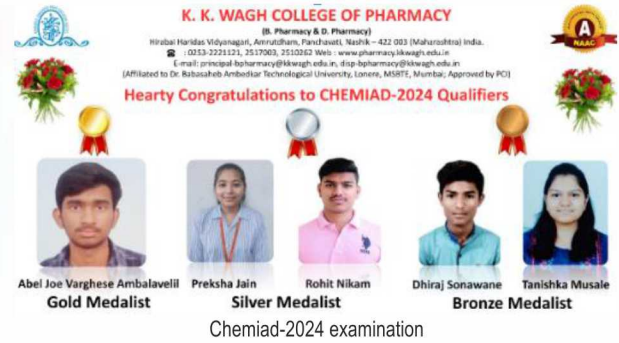 K. K. WAGH COLLEGE OF PHARMACY
(B. Pharmacy & D. Pharmacy)
Hirabai Haridas Vidyanagari, Amrutdham, Panchavati, Nashik – 422 003 (Maharashtra) India.
☎ : 0253-2221121, 2517003, 2510262 Web : www.pharmacy.kkwagh.edu.in
E-mail: principal-bpharmacy@kkwagh.edu.in, disp-bpharmacy@kkwagh.edu.in
(Affiliated to Dr. Babasaheb Ambedkar Technological University, Lonere, MSBTE, Mumbai; Approved by PCI)
A
NAAC
Hearty Congratulations to CHEMIAD-2024 Qualifiers
Abel Joe Varghese Ambalavelil Preksha Jain Rohit Nikam Dhiraj Sonawane Tanishka Musale
Gold Medalist Silver Medalist Bronze Medalist
Chemiad-2024 examination